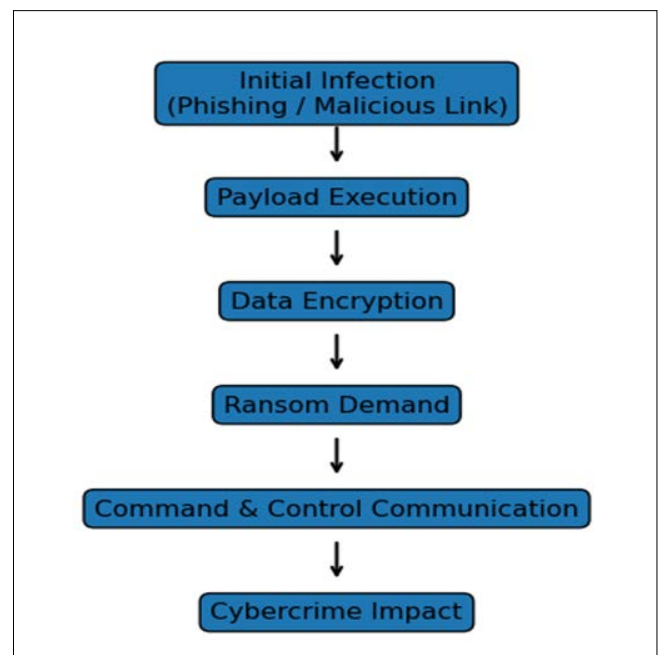 Initial Infection
(Phishing / Malicious Link)
Payload Execution
Data Encryption
Ransom Demand
Command & Control Communication
Cybercrime Impact